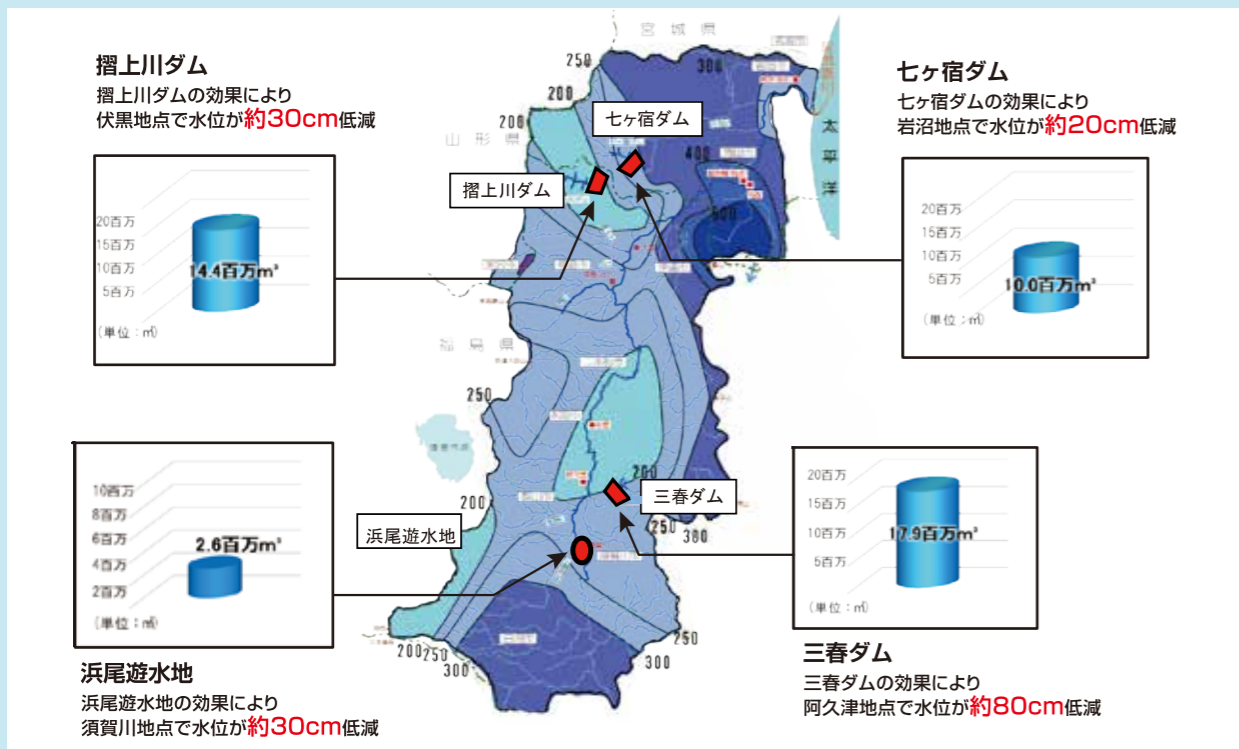 摺上川ダム
摺上川ダムの効果により
伏黒地点で水位が約30cm低減
20百万
15百万
10百万
5百万
14.4百万m³
(単位:㎥)
七ヶ宿ダム
七ヶ宿ダムの効果により
岩沼地点で水位が約20cm低減
20百万
15百万
10百万
5百万
10.0百万m³
(単位:㎥)
宮城県
山形県
福島県
太平洋
七ヶ宿ダム
摺上川ダム
三春ダム
浜尾遊水地
250
200
200
300
400
500
250
200
200
250
380
200
250
300
250
300
10百万
8百万
6百万
4百万
2百万
2.6百万m³
(単位:㎥)
浜尾遊水地
浜尾遊水地の効果により
須賀川地点で水位が約30cm低減
20百万
15百万
10百万
5百万
17.9百万m³
(単位:㎥)
三春ダム
三春ダムの効果により
阿久津地点で水位が約80cm低減